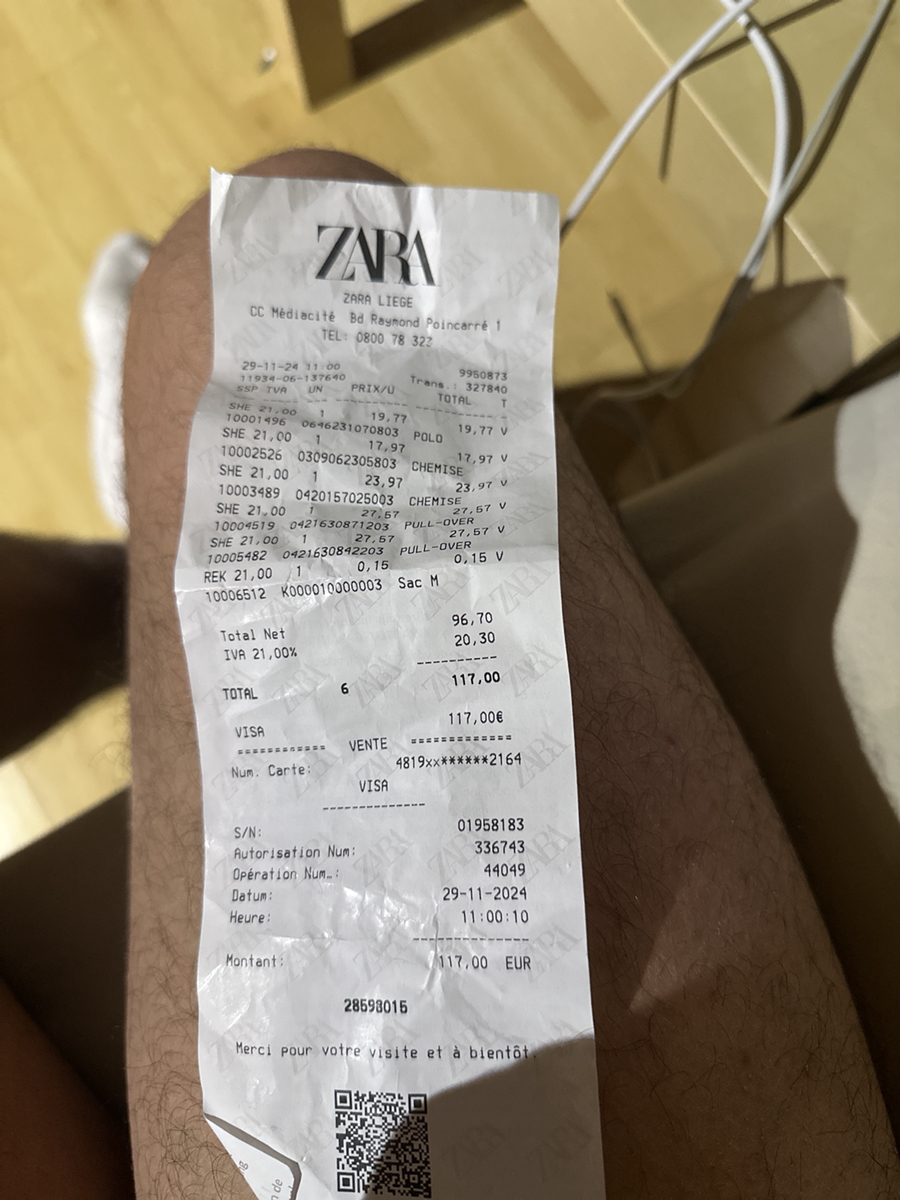 ZARA
ZARA LIEGE
CC Médiacité Bd Raymond Poincarré 1
TEL: 0800 78 323
29-11-24 11:00 9950873
11934-06-137640 Trans.: 327840
SSP TVA UN PRIX/U TOTAL T
SHE 21,00 1 19,77 19,77 V
10001496 0646231070803 POLO
SHE 21,00 1 17,97 17,97 V
10002526 0309062305803 CHEMISE
SHE 21,00 1 23,97 23,97 V
10003489 0420157025003 CHEMISE
SHE 21,00 1 27,57 27,57 V
10004519 0421630871203 PULL-OVER
SHE 21,00 1 27,57 27,57 V
10005482 0421630842203 PULL-OVER
REK 21,00 1 0,15 0,15 V
10006512 K000010000003 Sac M
Total Net 96,70
IVA 21,00% 20,30
----------
TOTAL 6 117,00
VISA 117,00€
============ VENTE =============
Num. Carte: 4819xx******2164
VISA
-------------
S/N: 01958183
Autorisation Num: 336743
Opération Num.: 44049
Datum: 29-11-2024
Heure: 11:00:10
--------------
Montant: 117,00 EUR
28598015
Merci pour votre visite et à bientôt.
n de